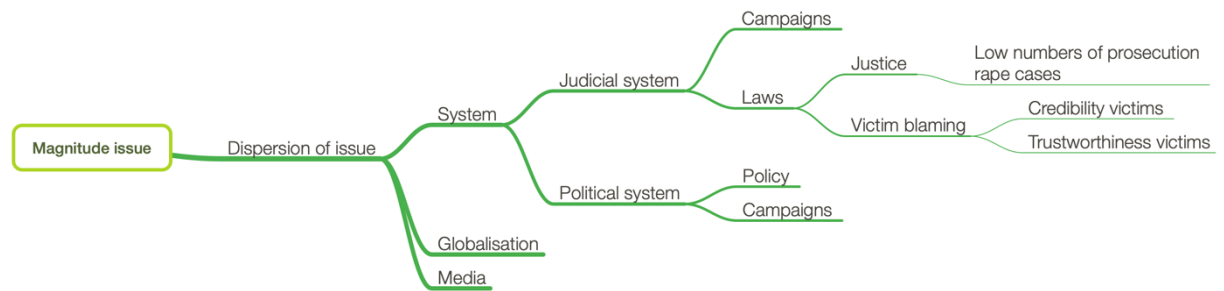 Magnitude issue
Dispersion of issue
System
Judicial system
Campaigns
Laws
Justice
Low numbers of prosecution
rape cases
Victim blaming
Credibility victims
Trustworthiness victims
Political system
Policy
Campaigns
Globalisation
Media